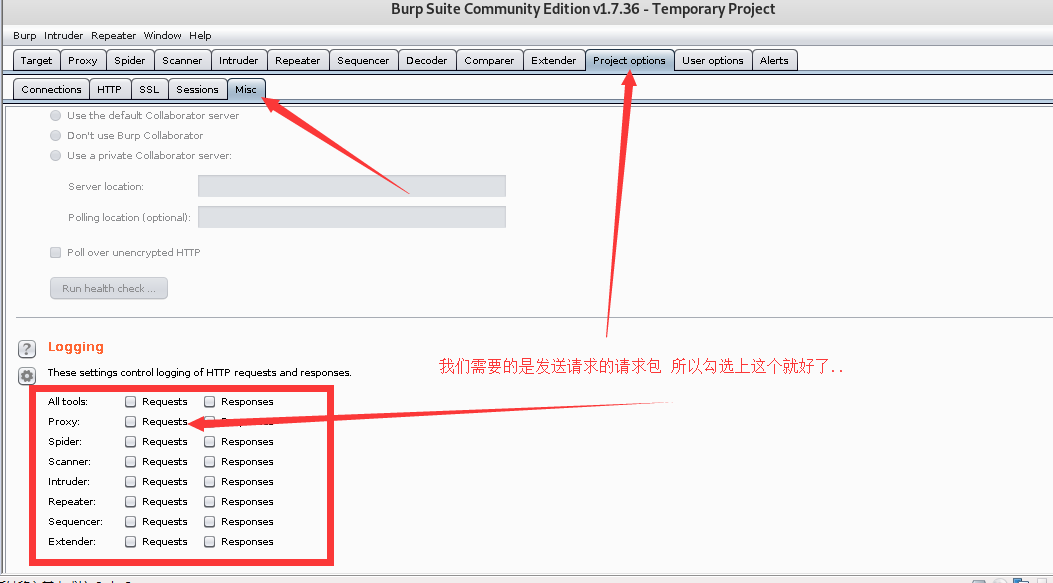 Burp Suite Community Edition v1.7.36 - Temporary Project
Burp Intruder Repeater Window Help
Target Proxy Spider Scanner Intruder Repeater Sequencer Decoder Comparer Extender Project options User options Alerts
Connections HTTP SSL Sessions Misc
Use the default Collaborator server
Don't use Burp Collaborator
Use a private Collaborator server:
Server location:
Polling location (optional):
Poll over unencrypted HTTP
Run health check ...
? Logging
These settings control logging of HTTP requests and responses.
我们需要的是发送请求的请求包 所以勾选上这个就好了..
All tools: Requests Responses
Proxy: Requests
Spider: Requests Responses
Scanner: Requests Responses
Intruder: Requests Responses
Repeater: Requests Responses
Sequencer: Requests Responses
Extender: Requests Responses